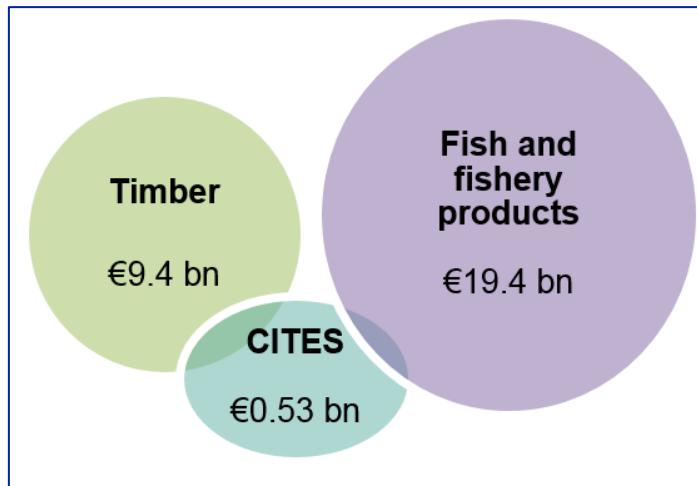 Timber
€9.4 bn
Fish and
fishery
products
€19.4 bn
CITES
€0.53 bn